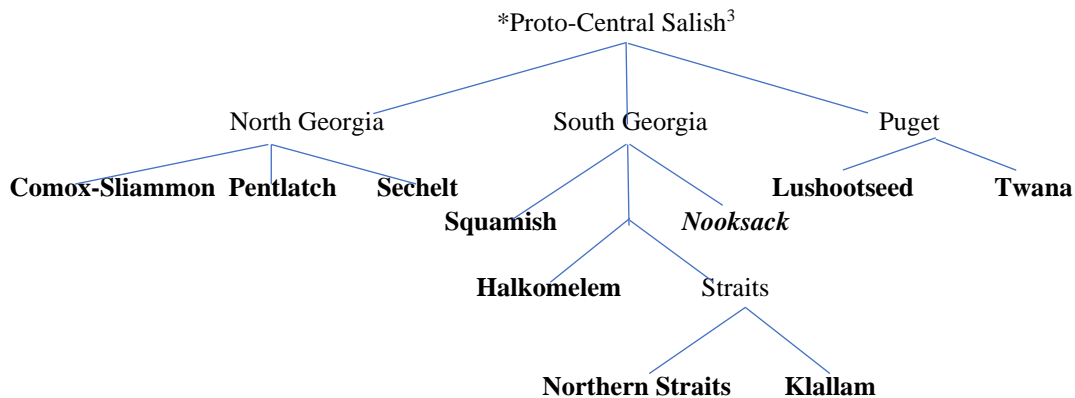 *Proto-Central Salish³
North Georgia South Georgia Puget
Comox-Sliammon Pentlatch Sechelt Lushootseed Twana
Squamish Nooksack
Halkomelem Straits
Northern Straits Klallam